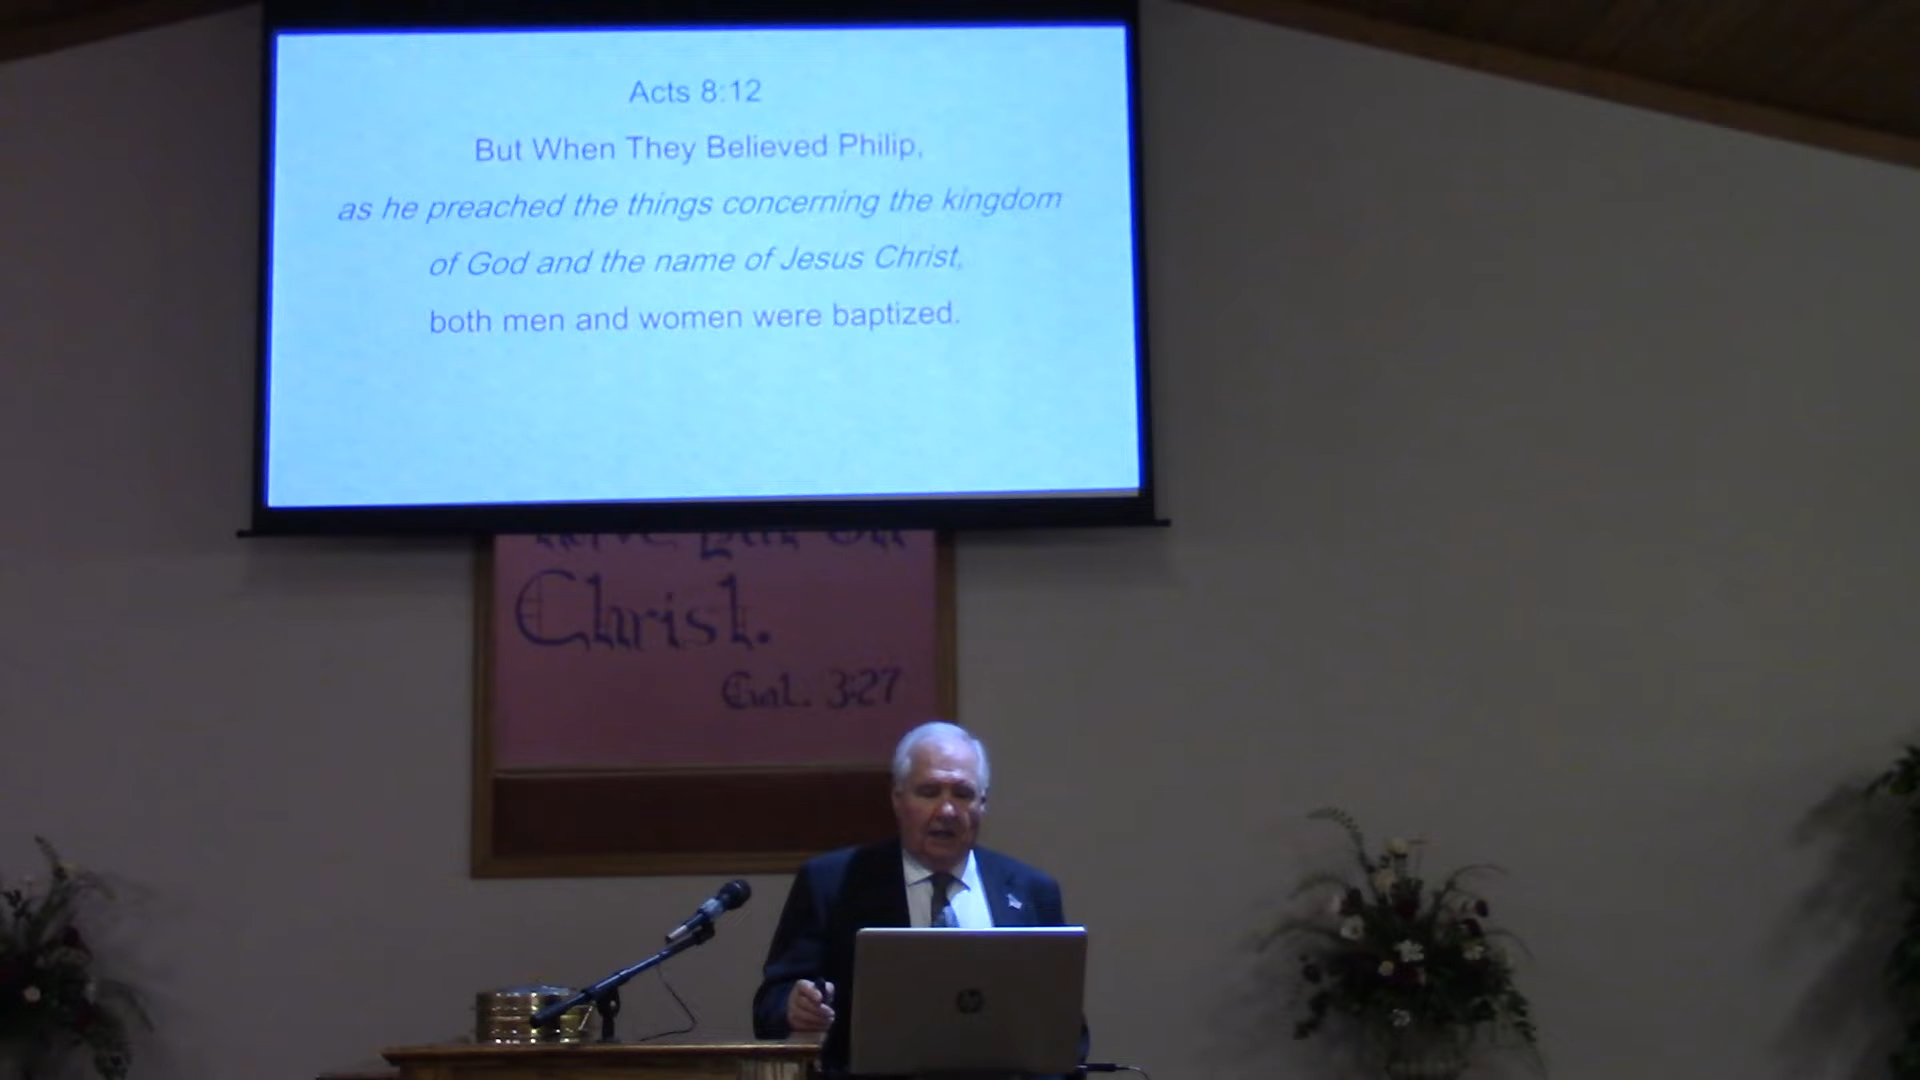 Acts 8:12
But When They Believed Philip,
as he preached the things concerning the kingdom
of God and the name of Jesus Christ,
both men and women were baptized.
Christ.
Gal. 3:27
hp